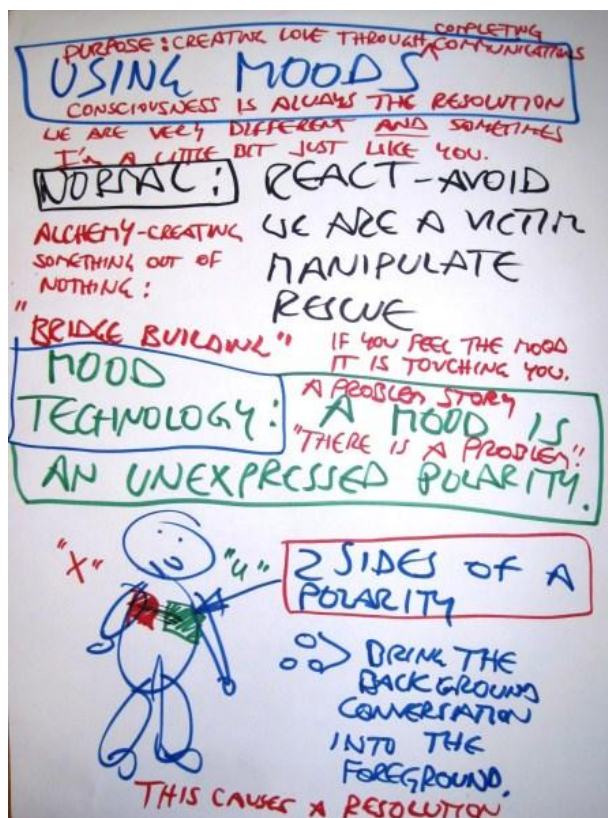 PURPOSE: CREATING LOVE THROUGH COMPLETING COMMUNICATIONS
USING MOODS
CONSCIOUSNESS IS ALWAYS THE RESOLUTION
WE ARE VERY DIFFERENT AND SOMETIMES
I'M A LITTLE BIT JUST LIKE YOU.
NORMAL: REACT-AVOID
WE ARE A VICTIM
MANIPULATE
RESCUE
ALCHEMY-CREATING
SOMETHING OUT OF
NOTHING:
"BRIDGE BUILDING"
IF YOU FEEL THE MOOD
IT IS TOUCHING YOU.
A PROBLEM STORY
"THERE IS A PROBLEM!"
MOOD
TECHNOLOGY: A MOOD IS
AN UNEXPRESSED POLARITY.
"X" "Y"
2 SIDES OF A
POLARITY
BRING THE
BACKGROUND
CONVERSATION
INTO THE
FOREGROUND.
THIS CAUSES A RESOLUTION